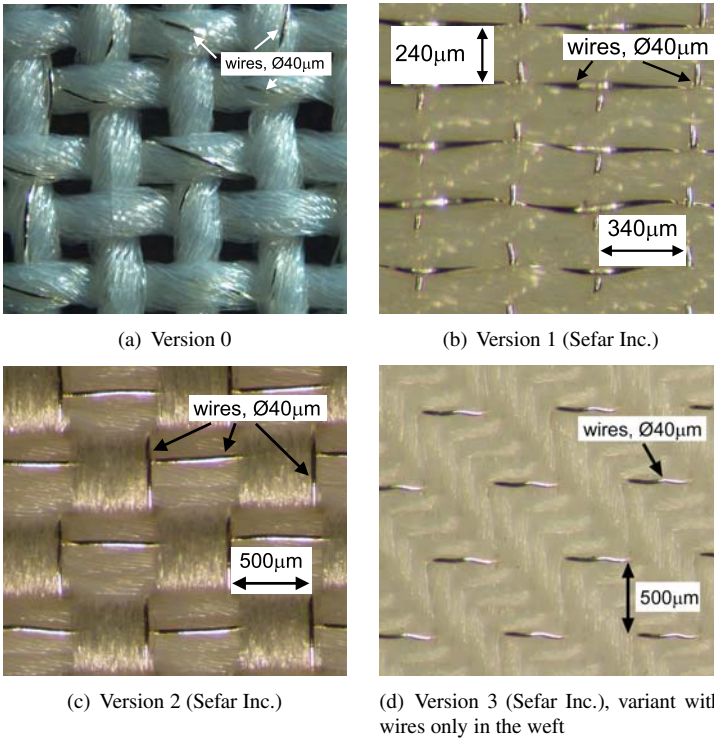 wires, Ø40µm
(a) Version 0
240µm
wires, Ø40µm
340µm
(b) Version 1 (Sefar Inc.)
wires, Ø40µm
500µm
(c) Version 2 (Sefar Inc.)
wires, Ø40µm
500µm
(d) Version 3 (Sefar Inc.), variant with
wires only in the weft